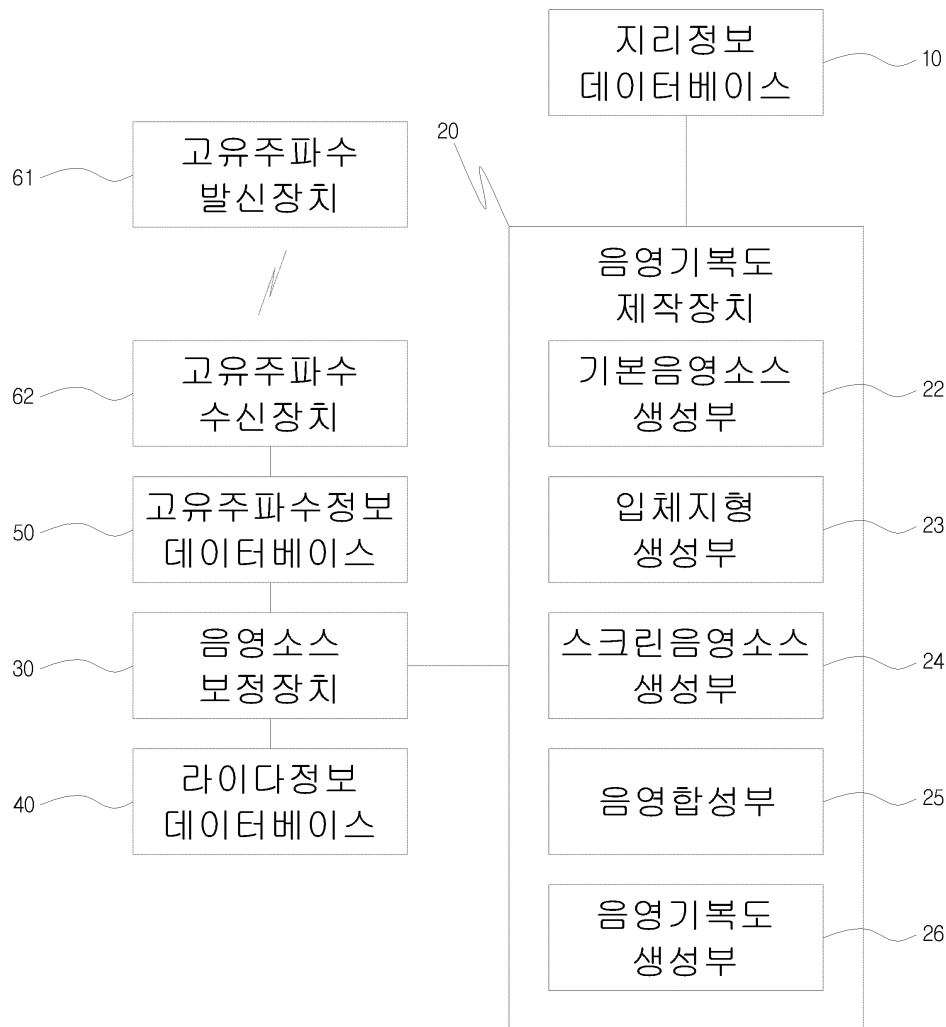 지리정보
데이터베이스
10
20
고유주파수
발신장치
61
음영기복도
제작장치
고유주파수
수신장치
62
기본음영소스
생성부
22
고유주파수정보
데이터베이스
50
입체지형
생성부
23
음영소스
보정장치
30
스크린음영소스
생성부
24
라이다정보
데이터베이스
40
음영합성부
25
음영기복도
생성부
26